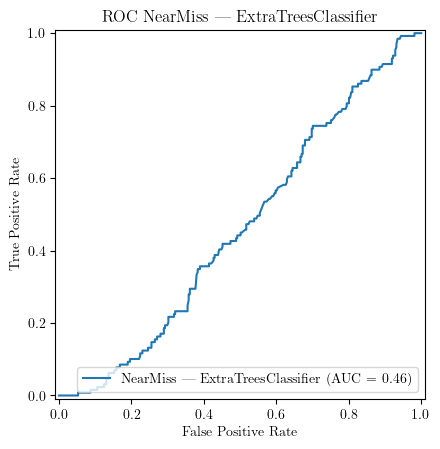 ROC NearMiss — ExtraTreesClassifier
True Positive Rate
1.0
0.8
0.6
0.4
0.2
0.0
NearMiss — ExtraTreesClassifier (AUC = 0.46)
0.0 0.2 0.4 0.6 0.8 1.0
False Positive Rate